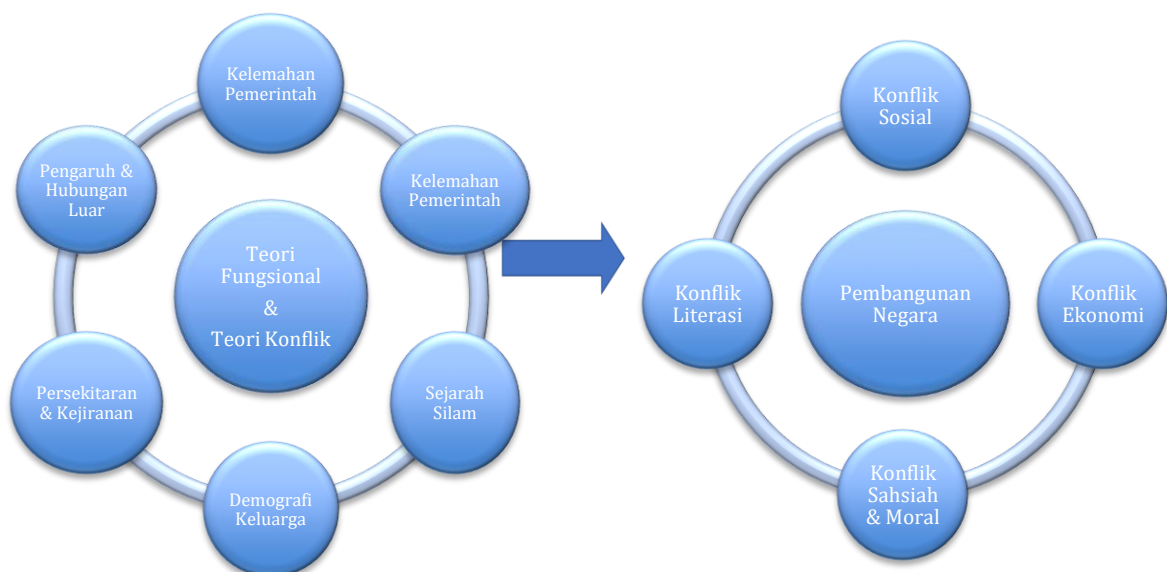 Kelemahan
Pemerintah
Kelemahan
Pemerintah
Sejarah
Silam
Demografi
Keluarga
Persekitaran
& Kejiranan
Pengaruh &
Hubungan
Luar
Teori
Fungsional
&
Teori Konflik
Konflik
Sosial
Konflik
Ekonomi
Konflik
Sahsiah
& Moral
Konflik
Literasi
Pembangunan
Negara